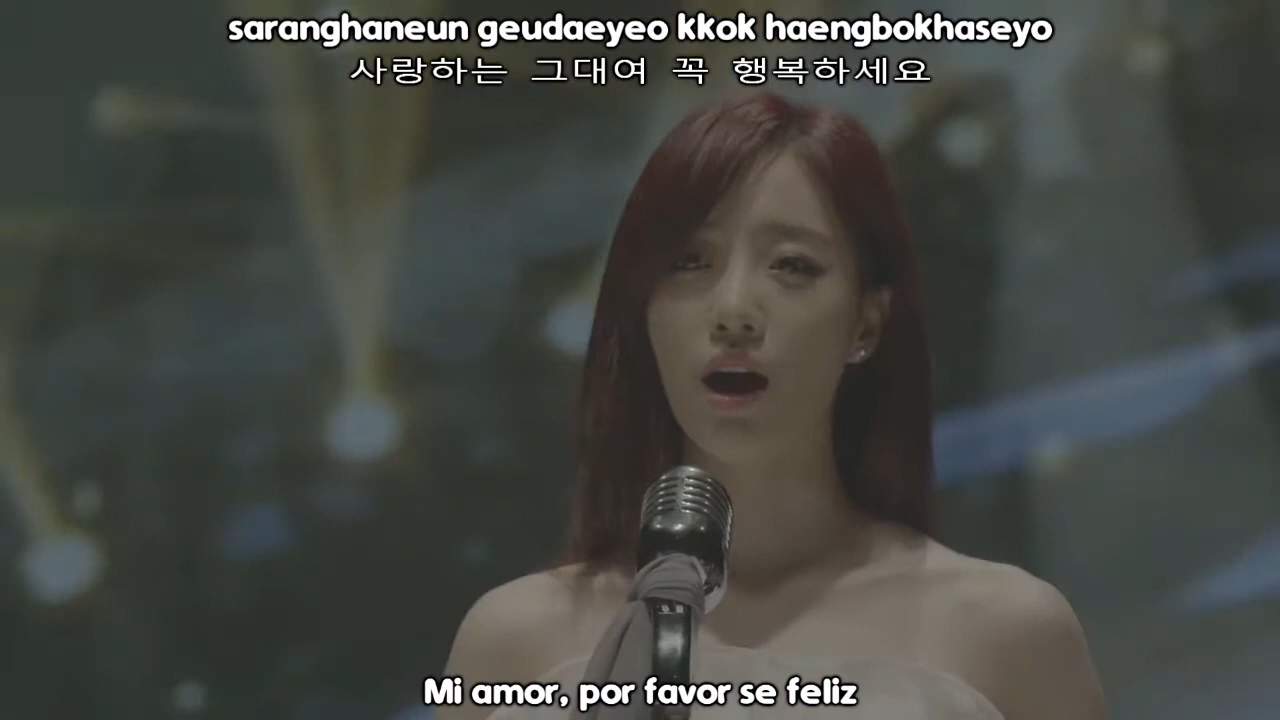 saranghaneun geudaeyeo kkok haengbokhaseyo
사랑하는 그대여 꼭 행복하세요
Mi amor, por favor se feliz